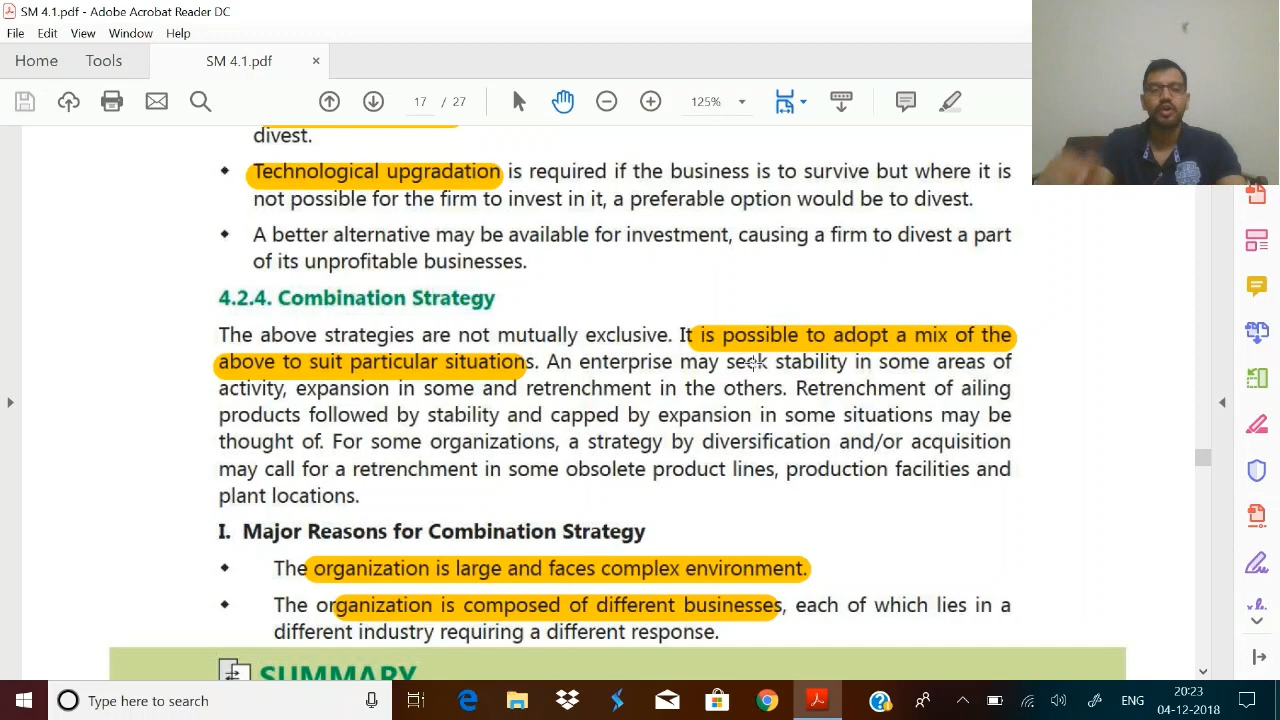 SM 4.1.pdf - Adobe Acrobat Reader DC
File Edit View Window Help
Home Tools SM 4.1.pdf ×
17 / 27 125%
divest.
Technological upgradation is required if the business is to survive but where it is
not possible for the firm to invest in it, a preferable option would be to divest.
A better alternative may be available for investment, causing a firm to divest a part
of its unprofitable businesses.
4.2.4. Combination Strategy
The above strategies are not mutually exclusive. It is possible to adopt a mix of the
above to suit particular situations. An enterprise may seek stability in some areas of
activity, expansion in some and retrenchment in the others. Retrenchment of ailing
products followed by stability and capped by expansion in some situations may be
thought of. For some organizations, a strategy by diversification and/or acquisition
may call for a retrenchment in some obsolete product lines, production facilities and
plant locations.
I. Major Reasons for Combination Strategy
The organization is large and faces complex environment.
The organization is composed of different businesses, each of which lies in a
different industry requiring a different response.
SUMMARY
Type here to search
ENG
20:23
04-12-2018